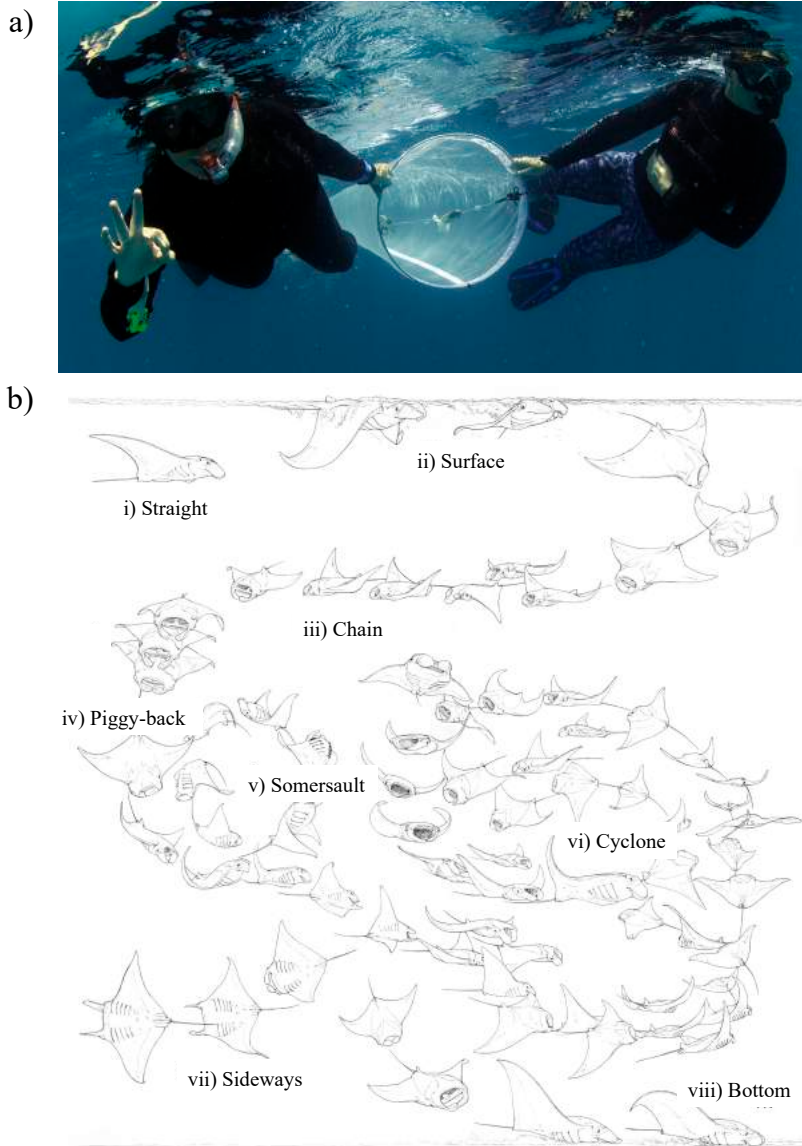 a)
b)
ii) Surface
i) Straight
iii) Chain
iv) Piggy-back
v) Somersault
vi) Cyclone
vii) Sideways
viii) Bottom